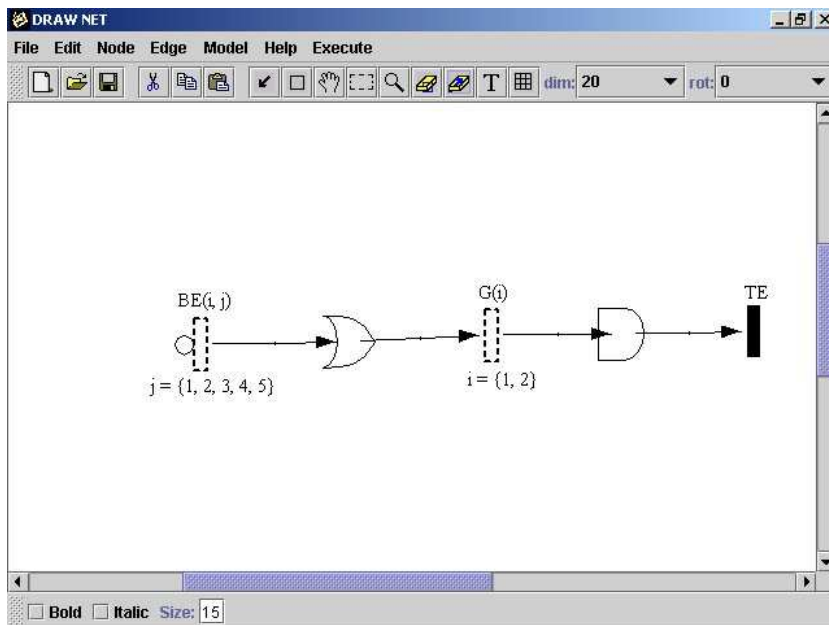 DRAW NET
File Edit Node Edge Model Help Execute
T dim: 20 rot: 0
BE(i, j)
G(i)
TE
j = {1, 2, 3, 4, 5}
i = {1, 2}
Bold Italic Size: 15